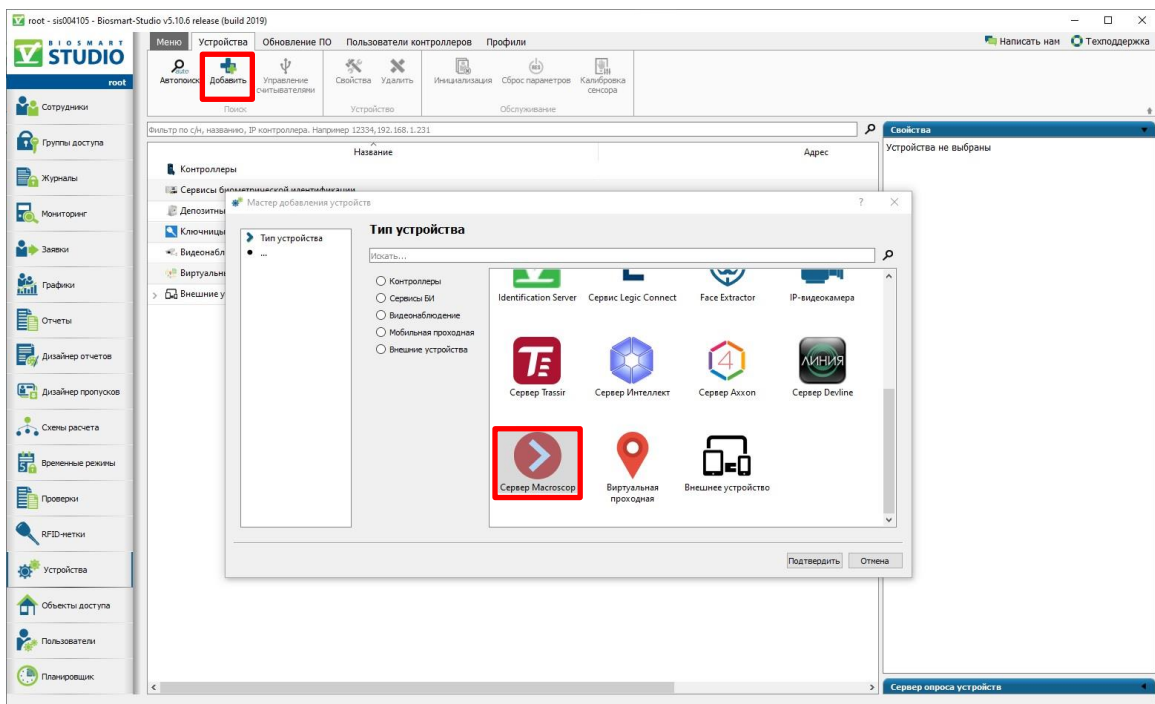 root - sis004105 - Biosmart-Studio v5.10.6 release (build 2019)
BIOSMART
STUDIO
root
Меню Устройства Обновление ПО Пользователи контроллеров Профили
Написать нам Техподдержка
auto
Автопоиск Добавить Управление считывателями Свойства Удалить Инициализация Сброс параметров Калибровка сенсора
Поиск Устройство Обслуживание
Сотрудники
Группы доступа
Журналы
Мониторинг
Заявки
Графики
Отчеты
Дизайнер отчетов
Дизайнер пропусков
Схемы расчета
Временные режимы
Проверки
RFID-метки
Устройства
Объекты доступа
Пользователи
Планировщик
Фильтр по с/н, названию, IP контроллера. Например 12334,192.168.1.231
Название Адрес
Контроллеры
Сервисы биометрической идентификации
Депозитны
Ключницы
Видеонабл
Виртуальн
Внешние у
Свойства
Устройства не выбраны
Мастер добавления устройств
? ×
Тип устройства
...
Тип устройства
Искать...
Контроллеры
Сервисы БИ
Видеонаблюдение
Мобильная проходная
Внешние устройства
Identification Server Сервис Legic Connect Face Extractor IP-видеокамера
ЛИНИЯ
Сервер Trassir Сервер Интеллект Сервер Axxon Сервер Devline
Сервер Macroscop Виртуальная проходная Внешнее устройство
Подтвердить Отмена
Сервер опроса устройств